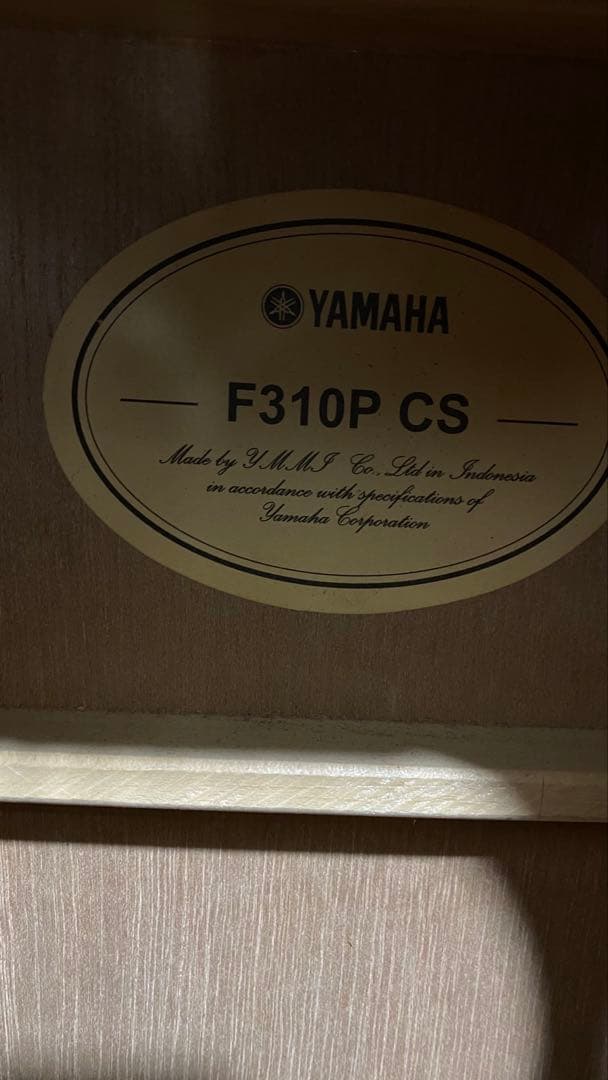 YAMAHA
F310P CS
Made by YMMI Co., Ltd in Indonesia
in accordance with specifications of
Yamaha Corporation